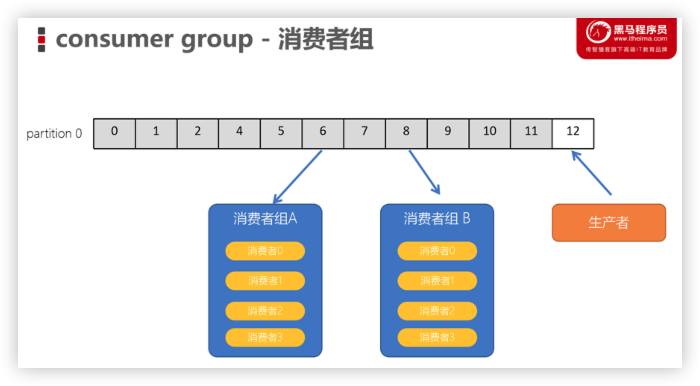 consumer group - 消费者组
黑马程序员
www.itheima.com
传智播客旗下高端IT教育品牌
partition 0
0 1 2 4 5 6 7 8 9 10 11 12
消费者组A
消费者0
消费者1
消费者2
消费者3
消费者组 B
消费者0
消费者1
消费者2
消费者3
生产者